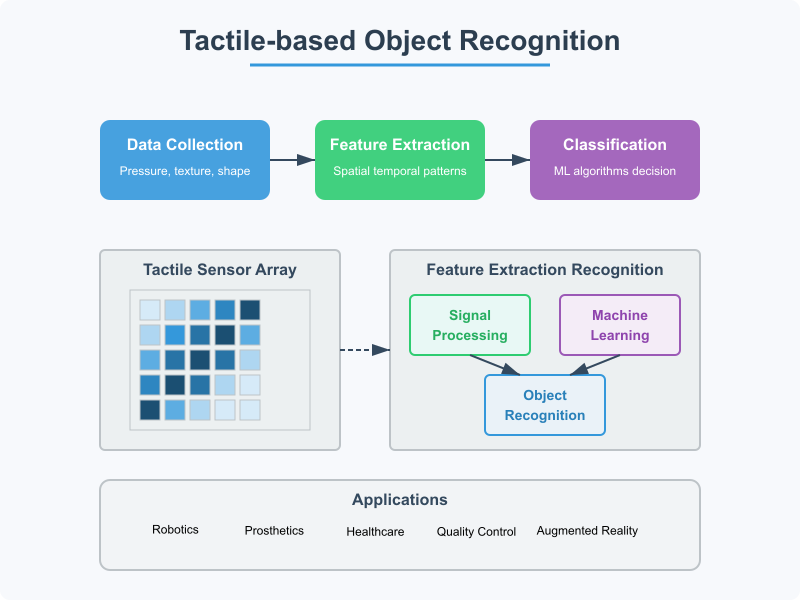 Tactile-based Object Recognition
Data Collection
Pressure, texture, shape
Feature Extraction
Spatial temporal patterns
Classification
ML algorithms decision
Tactile Sensor Array
Feature Extraction Recognition
Signal
Processing
Machine
Learning
Object
Recognition
Applications
Robotics
Prosthetics
Healthcare
Quality Control
Augmented Reality